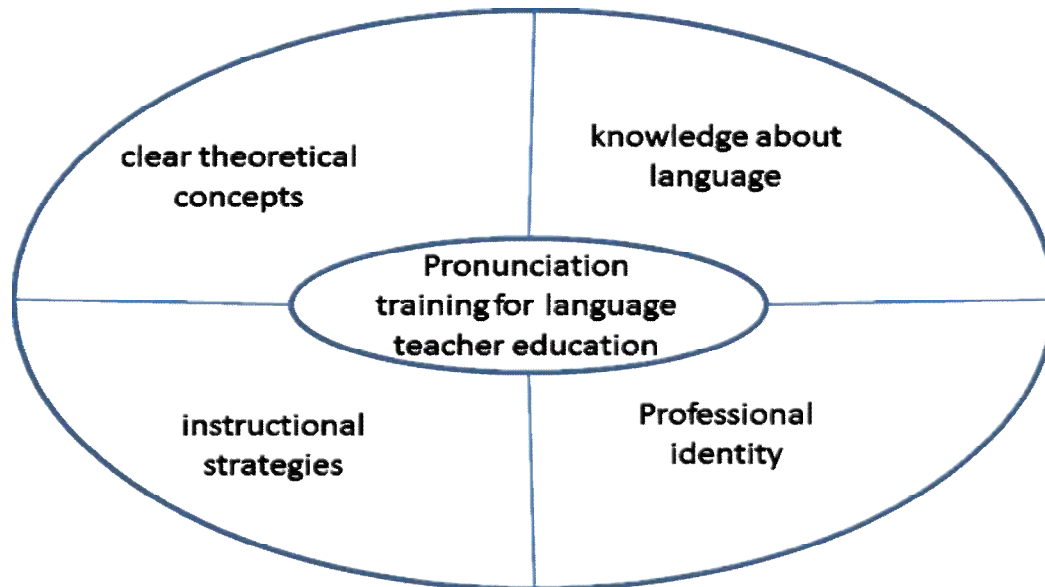 clear theoretical
concepts
knowledge about
language
Pronunciation
training for language
teacher education
instructional
strategies
Professional
identity